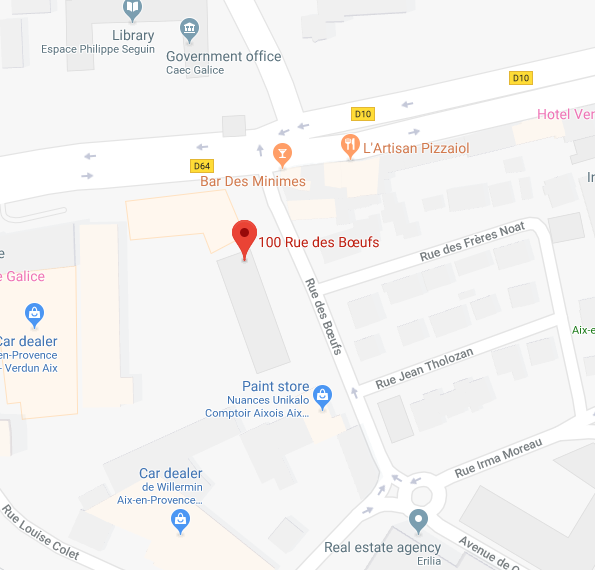 Library
Espace Philippe Seguin
Government office
Caec Galice
D10
D10
Hotel Ver
L'Artisan Pizzaiol
D64
Bar Des Minimes
100 Rue des Bœufs
Rue des Frères Noat
e
e Galice
Rue des Bœufs
Car dealer
en-Provence
- Verdun Aix
Aix-e
Rue Jean Tholozan
Paint store
Nuances Unikalo
Comptoir Aixois Aix...
Rue Irma Moreau
Car dealer
de Willermin
Aix-en-Provence...
Rue Louise Colet
Real estate agency
Erilia
Avenue de